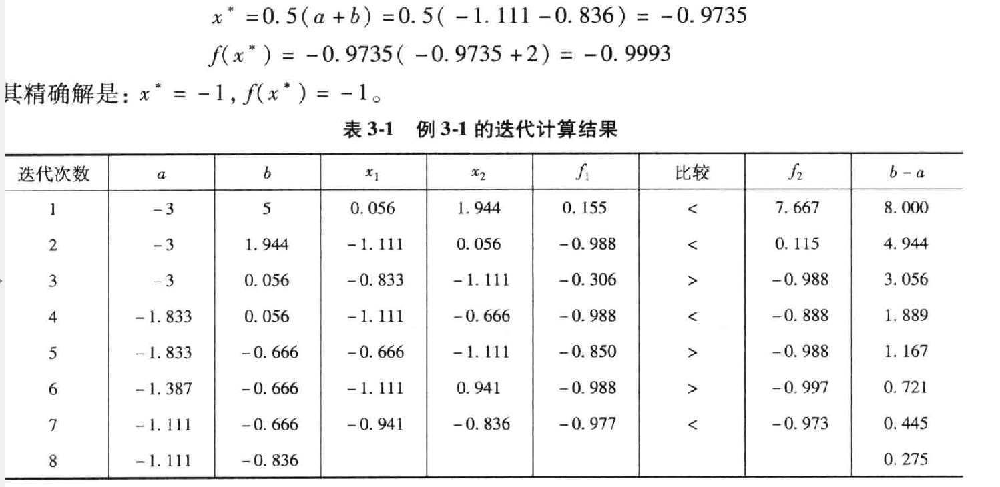 x* =0.5(a+b) =0.5(-1.111-0.836) = -0.9735
f(x*) = -0.9735(-0.9735+2) = -0.9993
其精确解是: x* = -1, f(x*) = -1。
表 3-1 例 3-1 的迭代计算结果
迭代次数 a b x₁ x₂ f₁ 比较 f₂ b-a
1 -3 5 0.056 1.944 0.155 < 7.667 8.000
2 -3 1.944 -1.111 0.056 -0.988 < 0.115 4.944
3 -3 0.056 -0.833 -1.111 -0.306 > -0.988 3.056
4 -1.833 0.056 -1.111 -0.666 -0.988 < -0.888 1.889
5 -1.833 -0.666 -0.666 -1.111 -0.850 > -0.988 1.167
6 -1.387 -0.666 -1.111 0.941 -0.988 > -0.997 0.721
7 -1.111 -0.666 -0.941 -0.836 -0.977 < -0.973 0.445
8 -1.111 -0.836 0.275